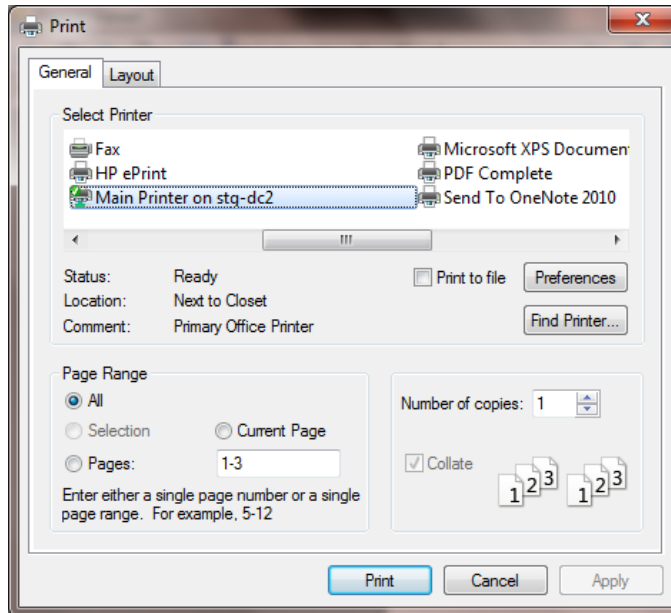 Print
General
Layout
Select Printer
Fax
Microsoft XPS Documen
HP ePrint
PDF Complete
Main Printer on stg-dc2
Send To OneNote 2010
Status:
Ready
Print to file
Preferences
Location:
Next to Closet
Comment:
Primary Office Printer
Find Printer...
Page Range
All
Number of copies: 1
Selection
Current Page
Pages:
1-3
Collate
1 2 3 1 2 3
Enter either a single page number or a single
page range. For example, 5-12
Print
Cancel
Apply